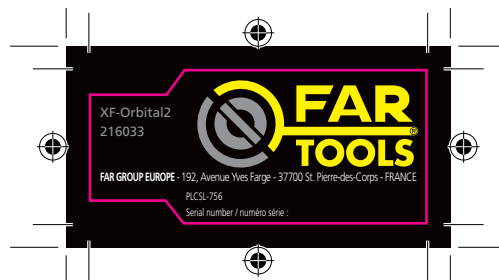 XF-Orbital2
216033
FAR
TOOLS
®
FAR GROUP EUROPE - 192, Avenue Yves Farge - 37700 St. Pierre-des-Corps - FRANCE
PLCSL-756
Serial number / numéro série :